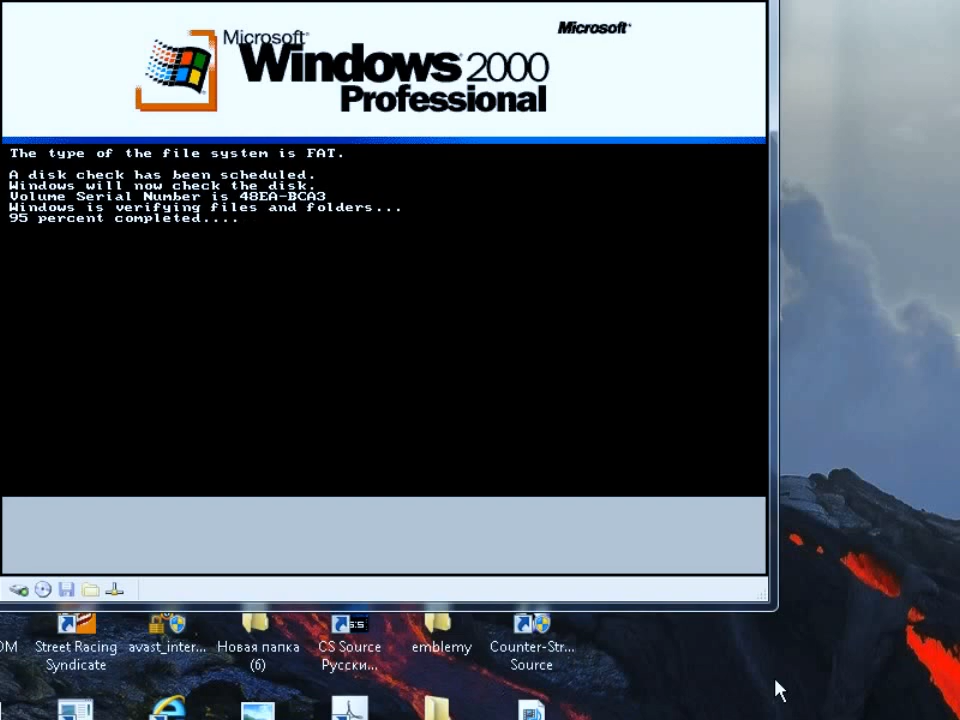 Microsoft
Microsoft
Windows 2000
Professional
The type of the file system is FAT.
A disk check has been scheduled.
Windows will now check the disk.
Volume Serial Number is 48EA-BCA3
Windows is verifying files and folders...
95 percent completed....
OM
Street Racing
Syndicate
avast_inter...
Новая папка
(6)
CS Source
Русски...
emblemy
Counter-Str...
Source